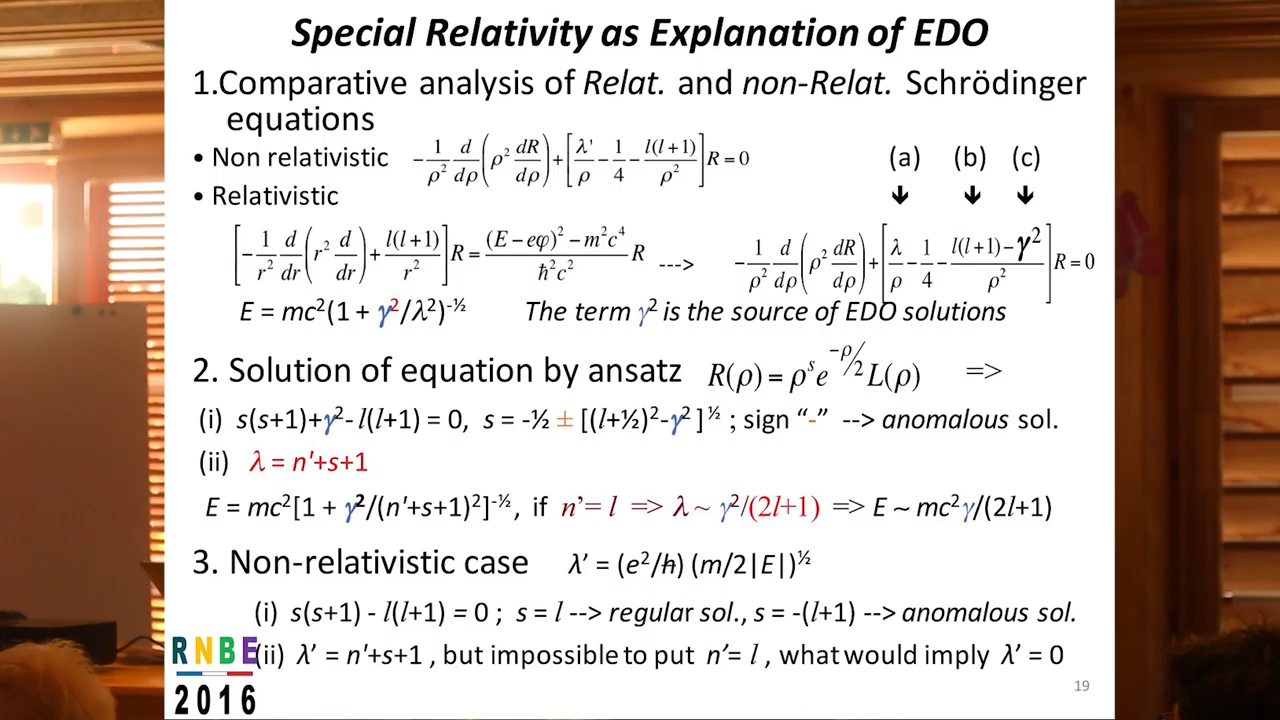 Special Relativity as Explanation of EDO
1.Comparative analysis of Relat. and non-Relat. Schrödinger
equations
• Non relativistic −1/ρ² d/dρ(ρ² dR/dρ)+[λ'/ρ − 1/4 − l(l+1)/ρ²]R=0 (a) (b) (c)
• Relativistic 🡻 🡻 🡻
[−1/r² d/dr(r² d/dr)+l(l+1)/r²]R = ((E−eφ)²−m²c⁴)/ħ²c² R ---> −1/ρ² d/dρ(ρ² dR/dρ)+[λ/ρ − 1/4 − (l(l+1)−γ²)/ρ²]R=0
E = mc²(1 + γ²/λ²)⁻½ The term γ² is the source of EDO solutions
2. Solution of equation by ansatz R(ρ) = ρˢe^(−ρ/2)L(ρ) =>
(i) s(s+1)+γ²- l(l+1) = 0, s = -½ ± [(l+½)²-γ² ]^½ ; sign “-” --> anomalous sol.
(ii) λ = n'+s+1
E = mc²[1 + γ²/(n'+s+1)²]⁻½, if n’= l => λ ~ γ²/(2l+1) => E ~ mc²γ/(2l+1)
3. Non-relativistic case λ’ = (e²/ħ) (m/2|E|)^½
(i) s(s+1) - l(l+1) = 0 ; s = l --> regular sol., s = -(l+1) --> anomalous sol.
(ii) λ’ = n'+s+1 , but impossible to put n’= l , what would imply λ’ = 0
RNBE
2016
19